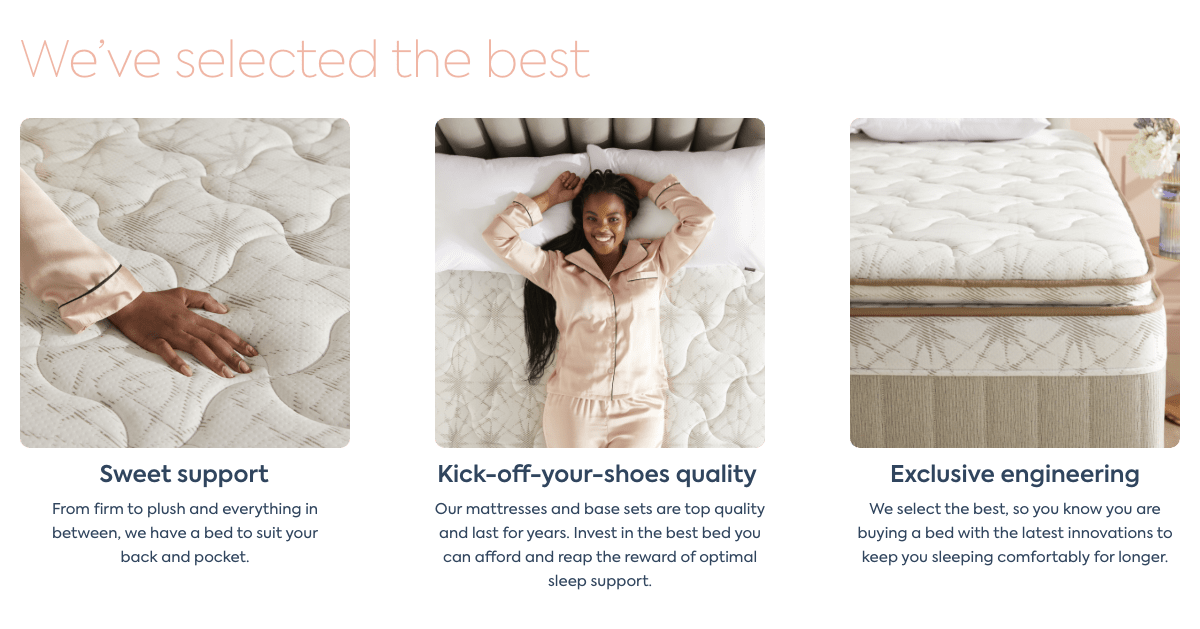 We've selected the best
Sweet support
From firm to plush and everything in
between, we have a bed to suit your
back and pocket.
Kick-off-your-shoes quality
Our mattresses and base sets are top quality
and last for years. Invest in the best bed you
can afford and reap the reward of optimal
sleep support.
Exclusive engineering
We select the best, so you know you are
buying a bed with the latest innovations to
keep you sleeping comfortably for longer.